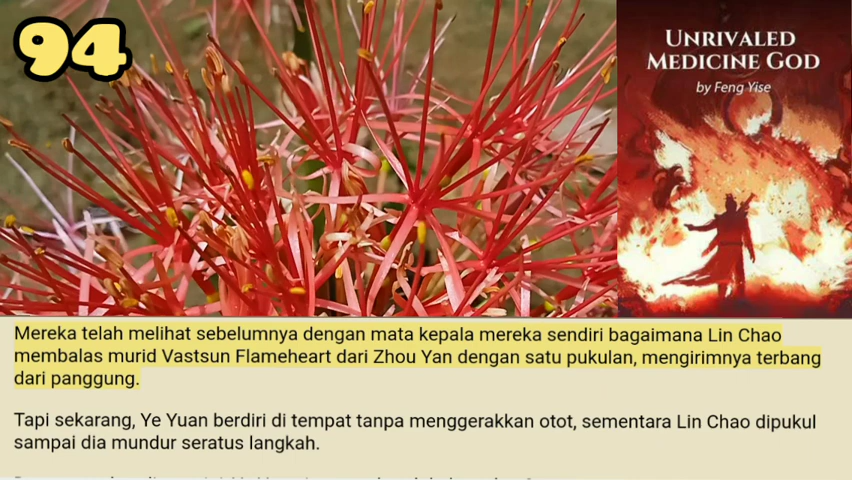 94
UNRIVALED
MEDICINE GOD
by Feng Yise
Mereka telah melihat sebelumnya dengan mata kepala mereka sendiri bagaimana Lin Chao
membalas murid Vastsun Flameheart dari Zhou Yan dengan satu pukulan, mengirimnya terbang
dari panggung.
Tapi sekarang, Ye Yuan berdiri di tempat tanpa menggerakkan otot, sementara Lin Chao dipukul
sampai dia mundur seratus langkah.